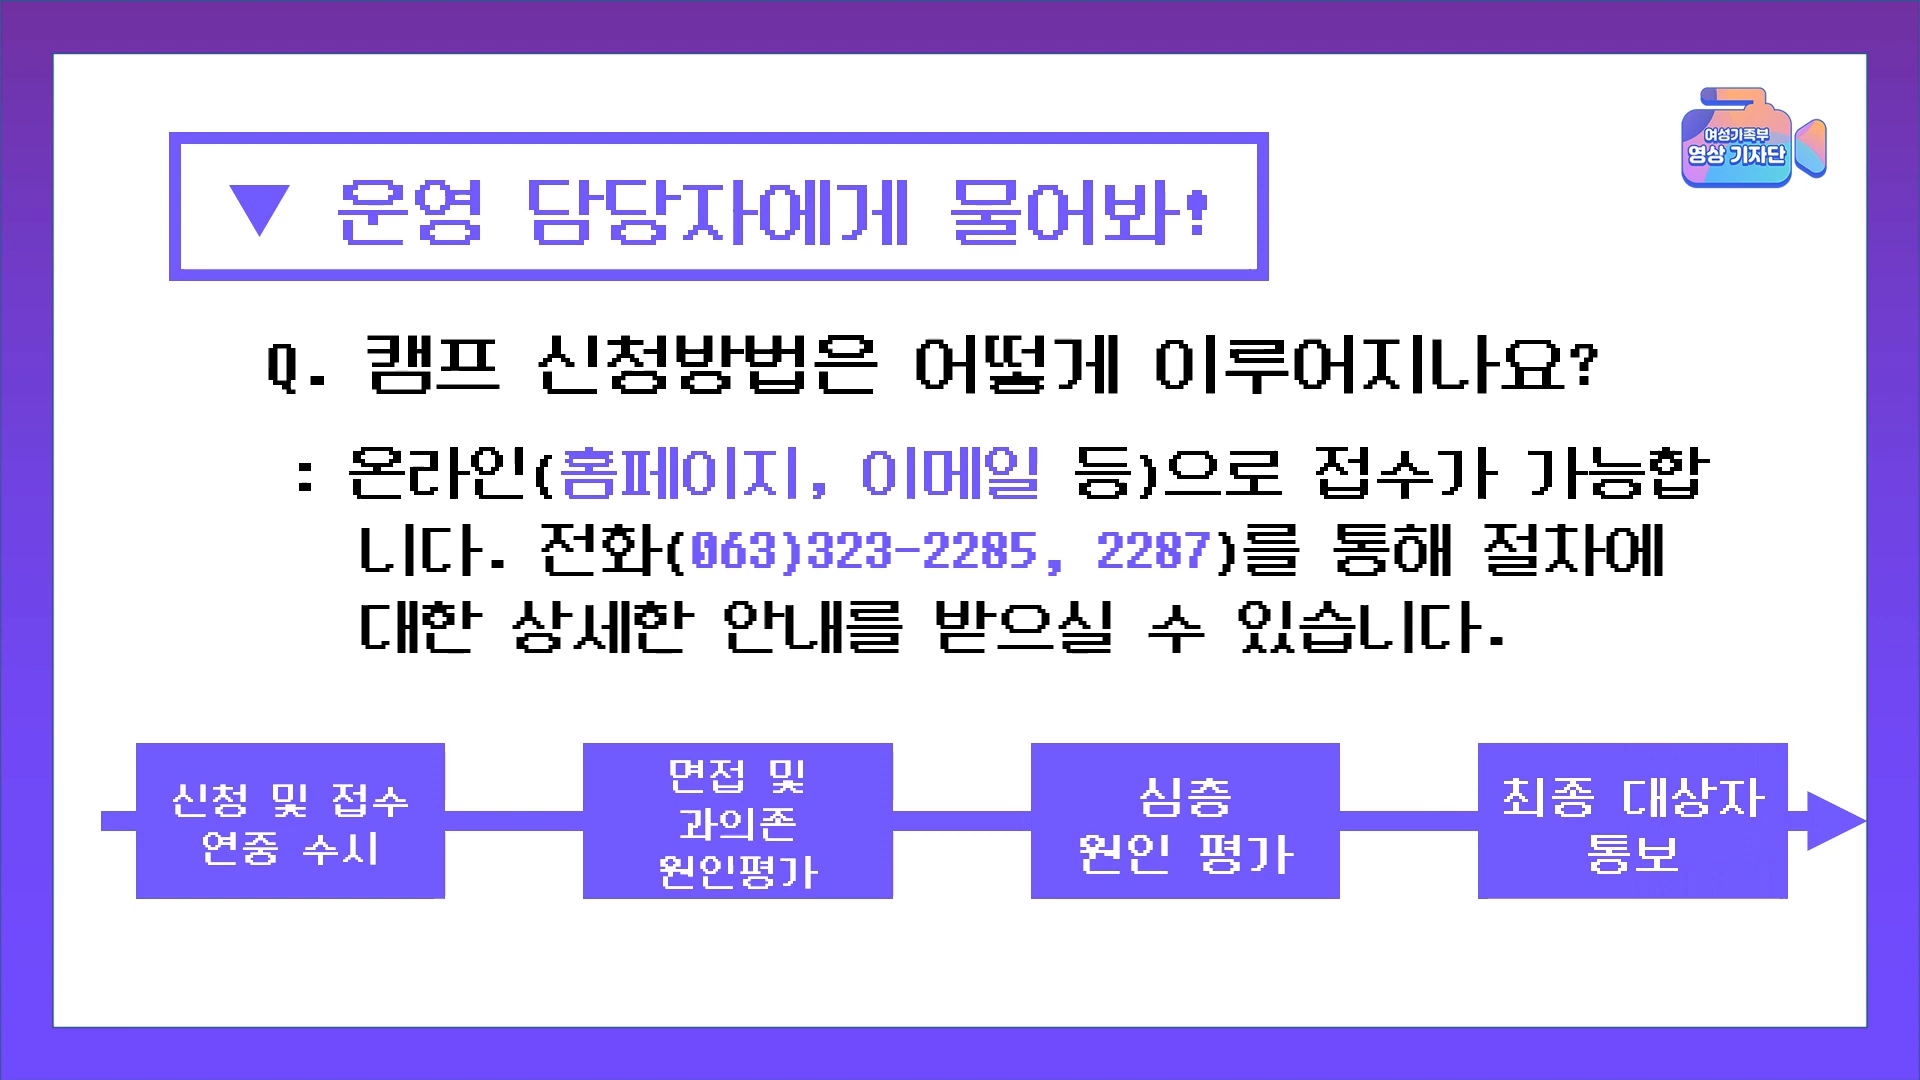 여성가족부
영상 기자단
▼ 운영 담당자에게 물어봐!
Q. 캠프 신청방법은 어떻게 이루어지나요?
: 온라인(홈페이지, 이메일 등)으로 접수가 가능합
니다. 전화(063)323-2285, 2287)를 통해 절차에
대한 상세한 안내를 받으실 수 있습니다.
신청 및 접수
연중 수시
면접 및
과의존
원인평가
심층
원인 평가
최종 대상자
통보